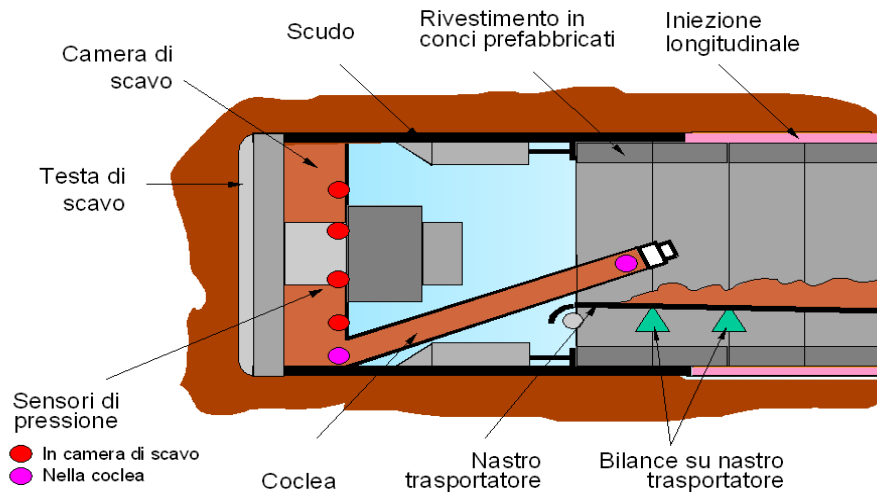 Camera di
scavo
Scudo
Rivestimento in
conci prefabbricati
Iniezione
longitudinale
Testa di
scavo
Sensori di
pressione
In camera di scavo
Nella coclea
Coclea
Nastro
trasportatore
Bilance su nastro
trasportatore